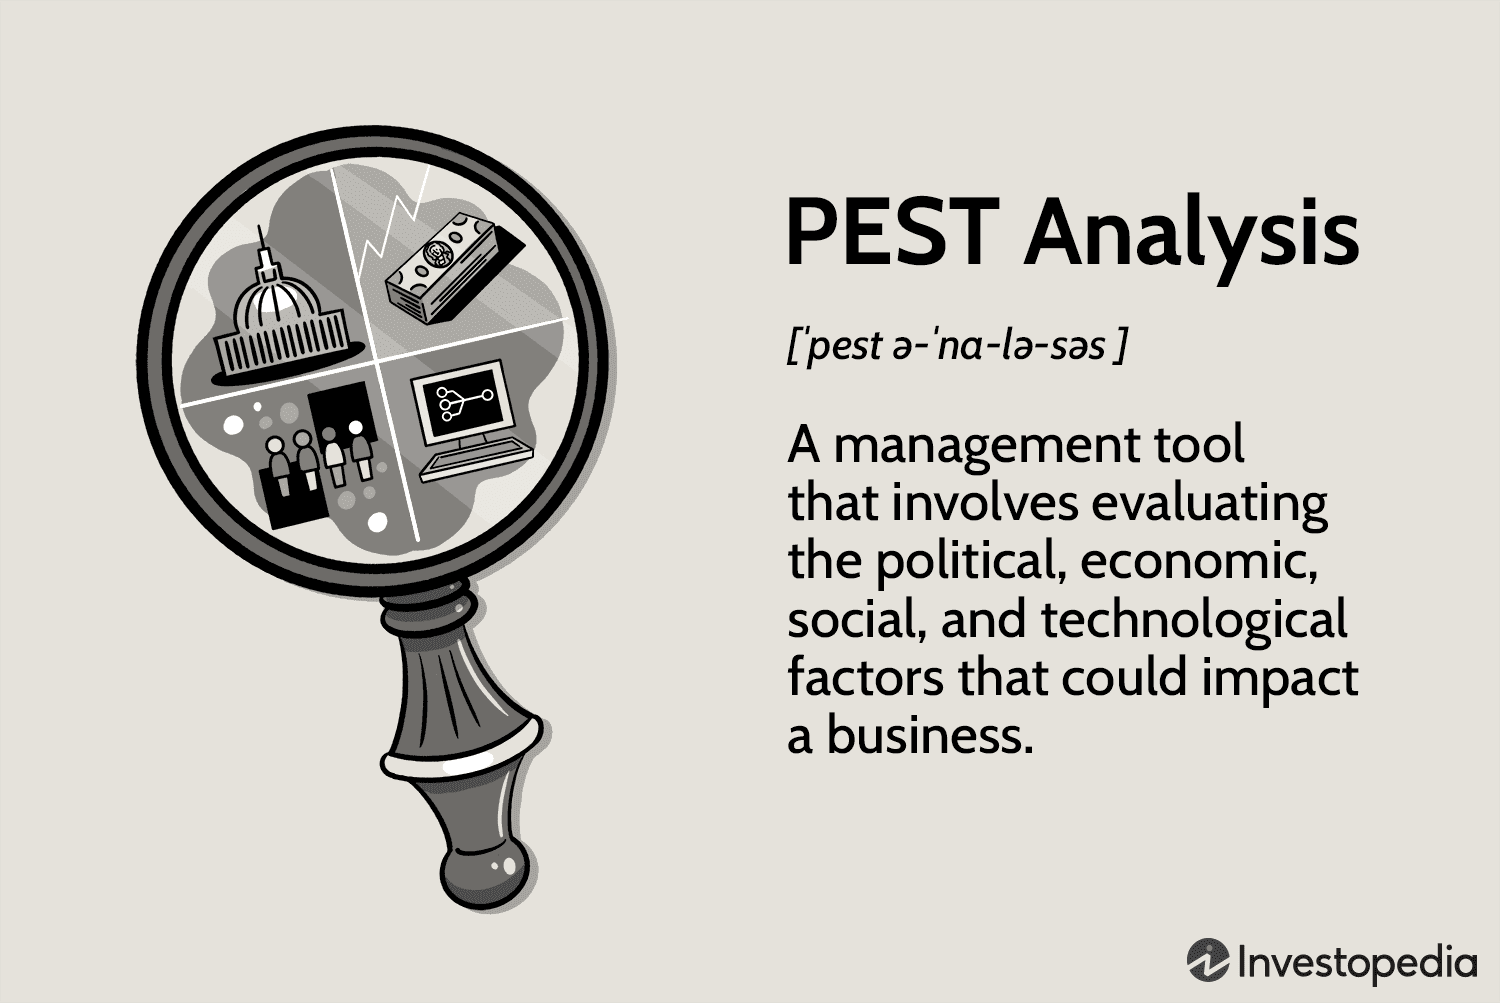 PEST Analysis
[ˈpest ə-ˈna-lə-səs ]
A management tool
that involves evaluating
the political, economic,
social, and technological
factors that could impact
a business.
Investopedia